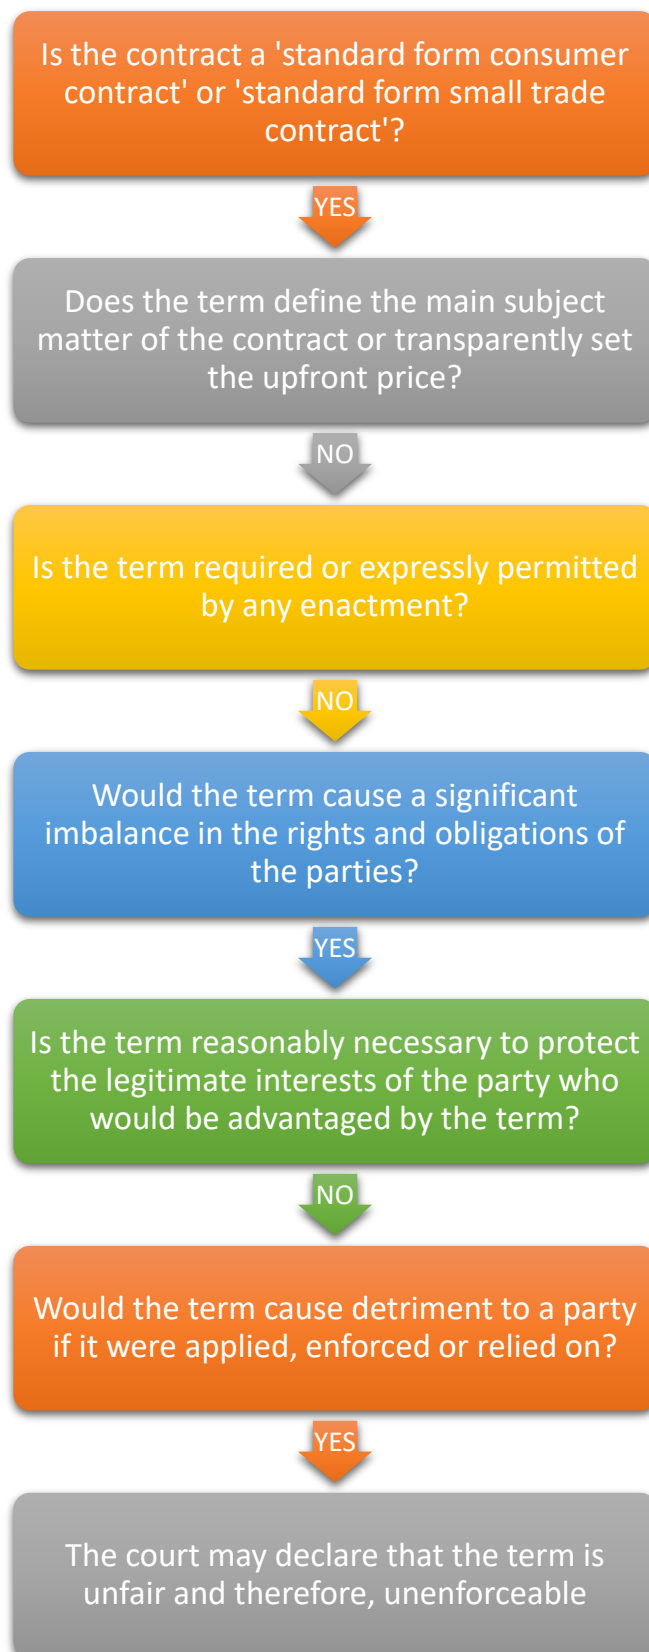 Is the contract a 'standard form consumer
contract' or 'standard form small trade
contract'?
YES
Does the term define the main subject
matter of the contract or transparently set
the upfront price?
NO
Is the term required or expressly permitted
by any enactment?
NO
Would the term cause a significant
imbalance in the rights and obligations of
the parties?
YES
Is the term reasonably necessary to protect
the legitimate interests of the party who
would be advantaged by the term?
NO
Would the term cause detriment to a party
if it were applied, enforced or relied on?
YES
The court may declare that the term is
unfair and therefore, unenforceable